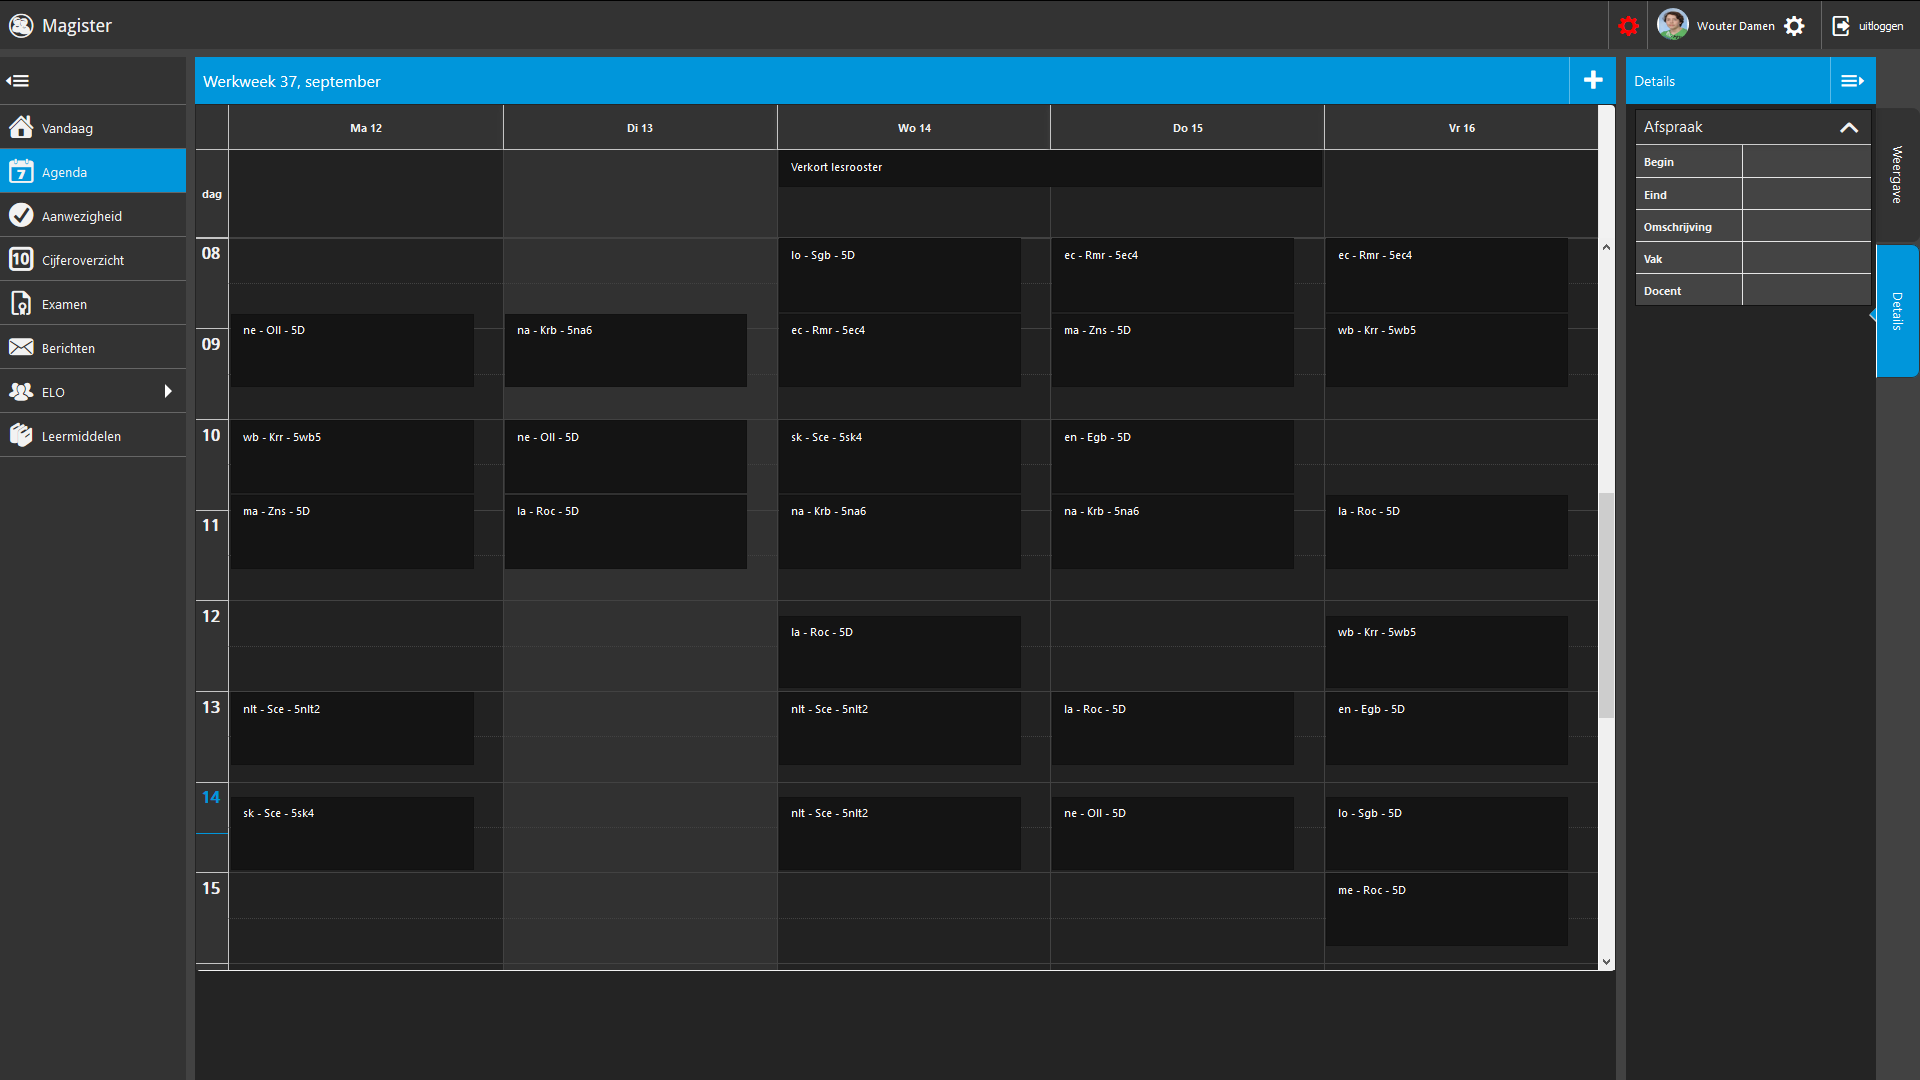 Magister
Wouter Damen
uitloggen
Vandaag
7
Agenda
Aanwezigheid
10
Cijferoverzicht
Examen
Berichten
ELO
Leermiddelen
Werkweek 37, september
Ma 12
Di 13
Wo 14
Do 15
Vr 16
dag
Verkort lesrooster
08
lo - Sgb - 5D
ec - Rmr - 5ec4
ec - Rmr - 5ec4
09
ne - Oll - 5D
na - Krb - 5na6
ec - Rmr - 5ec4
ma - Zns - 5D
wb - Krr - 5wb5
10
wb - Krr - 5wb5
ne - Oll - 5D
sk - Sce - 5sk4
en - Egb - 5D
11
ma - Zns - 5D
la - Roc - 5D
na - Krb - 5na6
na - Krb - 5na6
la - Roc - 5D
12
la - Roc - 5D
wb - Krr - 5wb5
13
nlt - Sce - 5nlt2
nlt - Sce - 5nlt2
la - Roc - 5D
en - Egb - 5D
14
sk - Sce - 5sk4
nlt - Sce - 5nlt2
ne - Oll - 5D
lo - Sgb - 5D
15
me - Roc - 5D
Details
Afspraak
Begin
Eind
Omschrijving
Vak
Docent
Weergave
Details